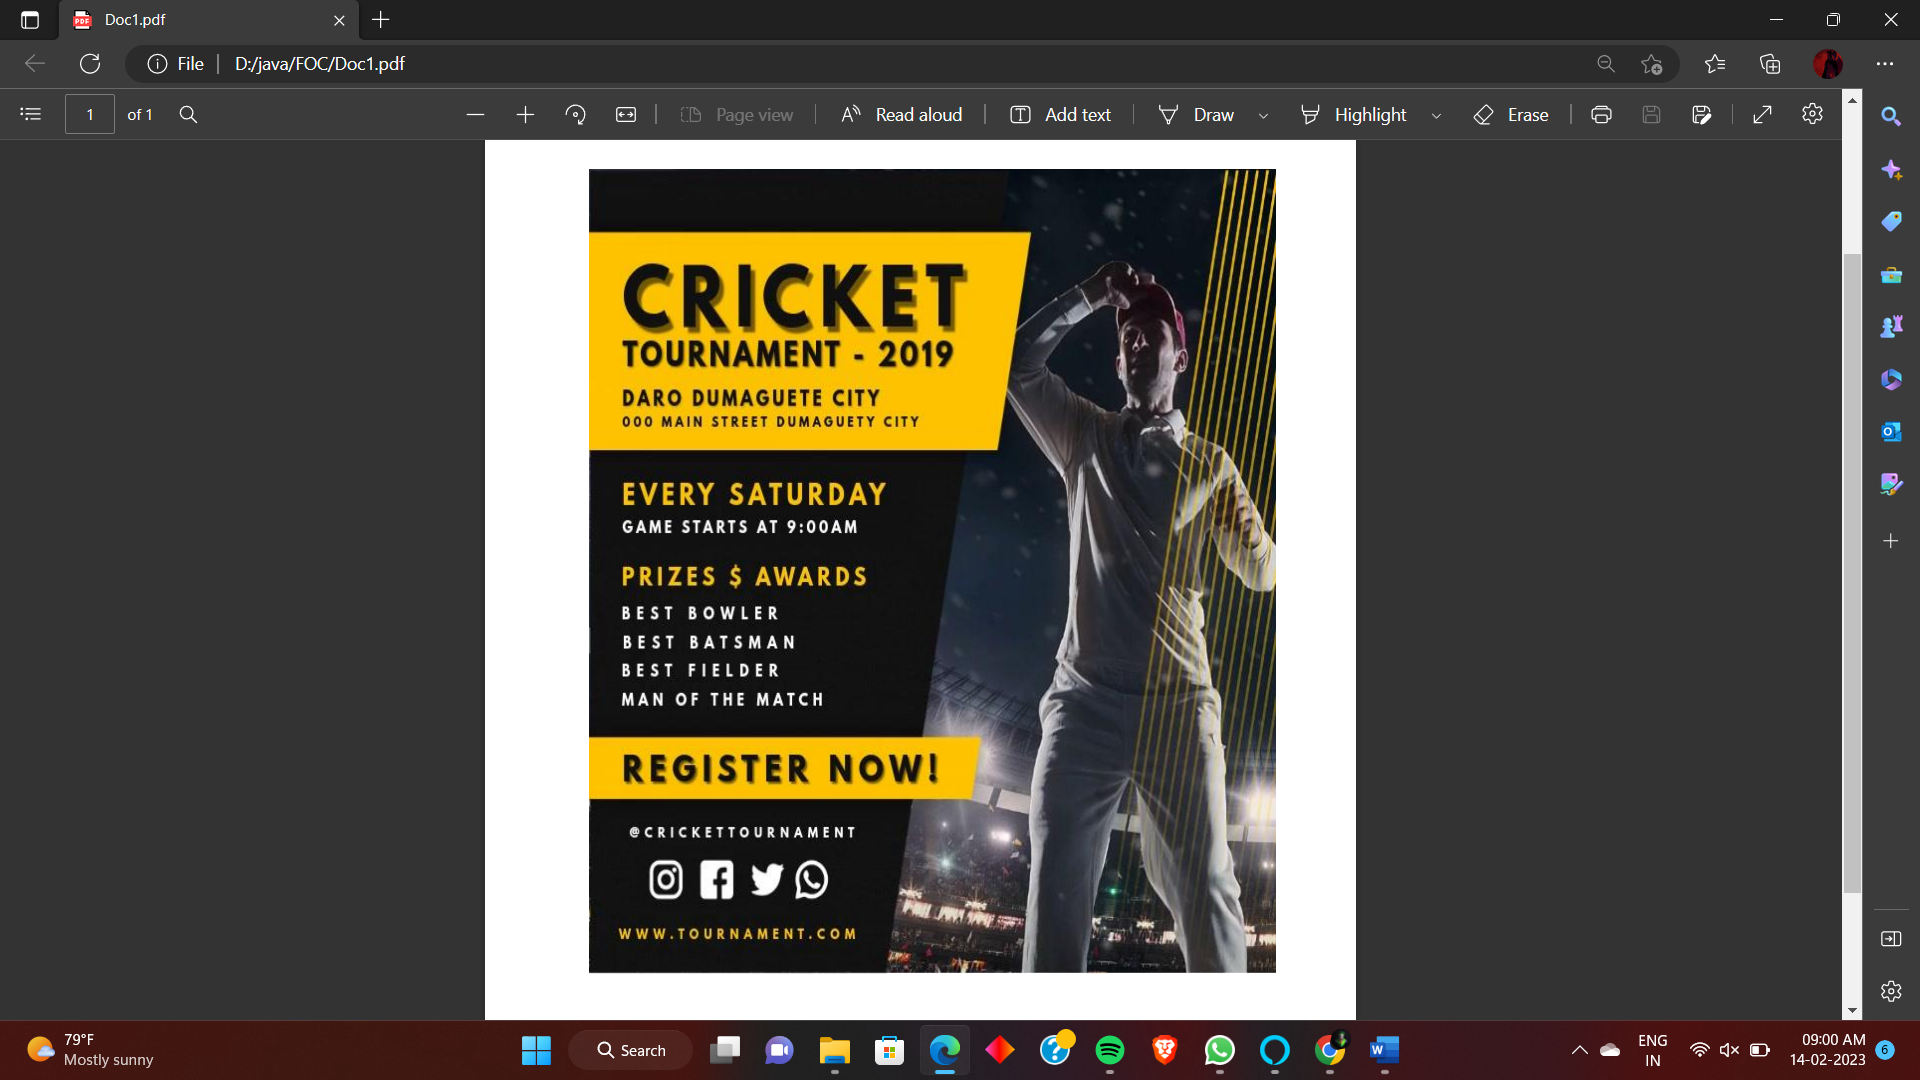 Doc1.pdf
File D:/java/FOC/Doc1.pdf
1 of 1 Page view Read aloud Add text Draw Highlight Erase
CRICKET
TOURNAMENT - 2019
DARO DUMAGUETE CITY
000 MAIN STREET DUMAGUETY CITY
EVERY SATURDAY
GAME STARTS AT 9:00AM
PRIZES $ AWARDS
BEST BOWLER
BEST BATSMAN
BEST FIELDER
MAN OF THE MATCH
REGISTER NOW!
@CRICKETTOURNAMENT
WWW.TOURNAMENT.COM
79°F
Mostly sunny
Search
ENG
IN
09:00 AM
14-02-2023
6